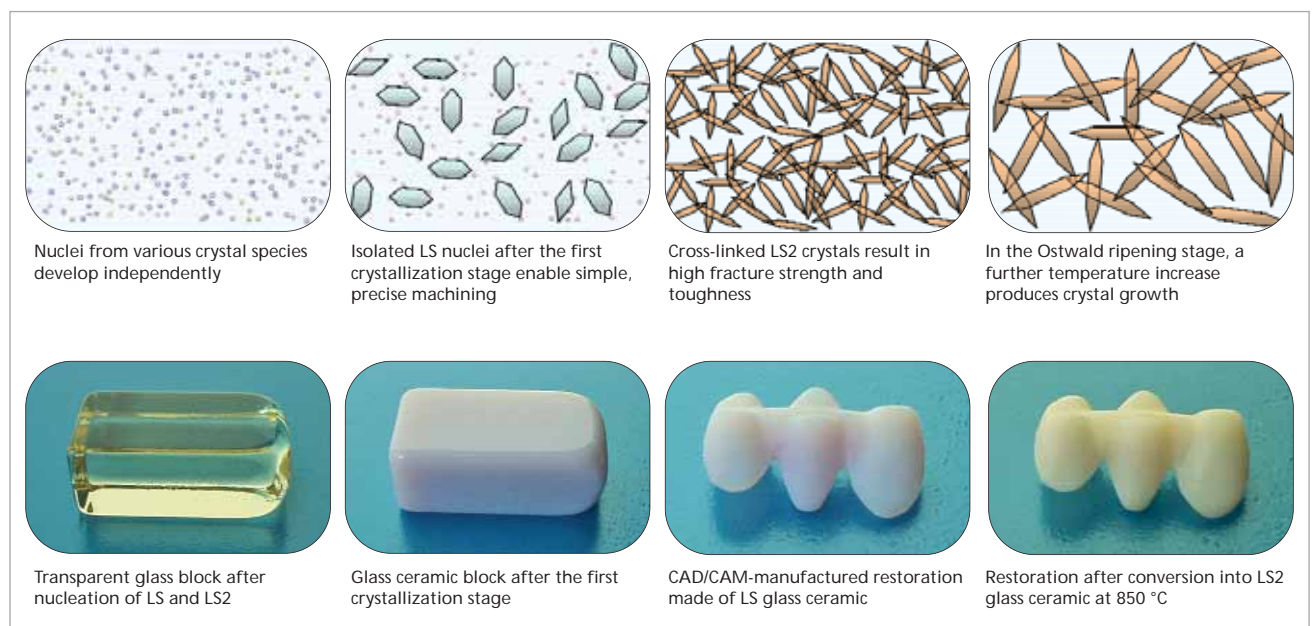 Nuclei from various crystal species
develop independently
Isolated LS nuclei after the first
crystallization stage enable simple,
precise machining
Cross-linked LS2 crystals result in
high fracture strength and
toughness
In the Ostwald ripening stage, a
further temperature increase
produces crystal growth
Transparent glass block after
nucleation of LS and LS2
Glass ceramic block after the first
crystallization stage
CAD/CAM-manufactured restoration
made of LS glass ceramic
Restoration after conversion into LS2
glass ceramic at 850 °C